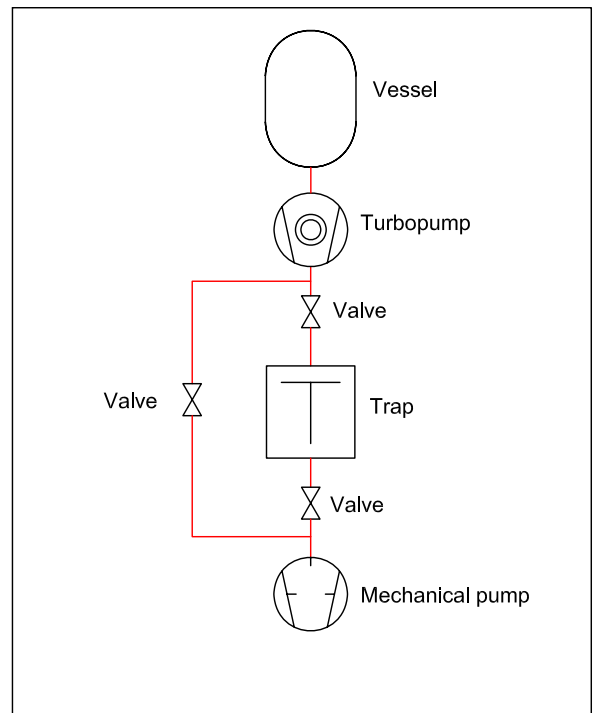 Vessel
Turbopump
Valve
Valve
Trap
Valve
Mechanical pump